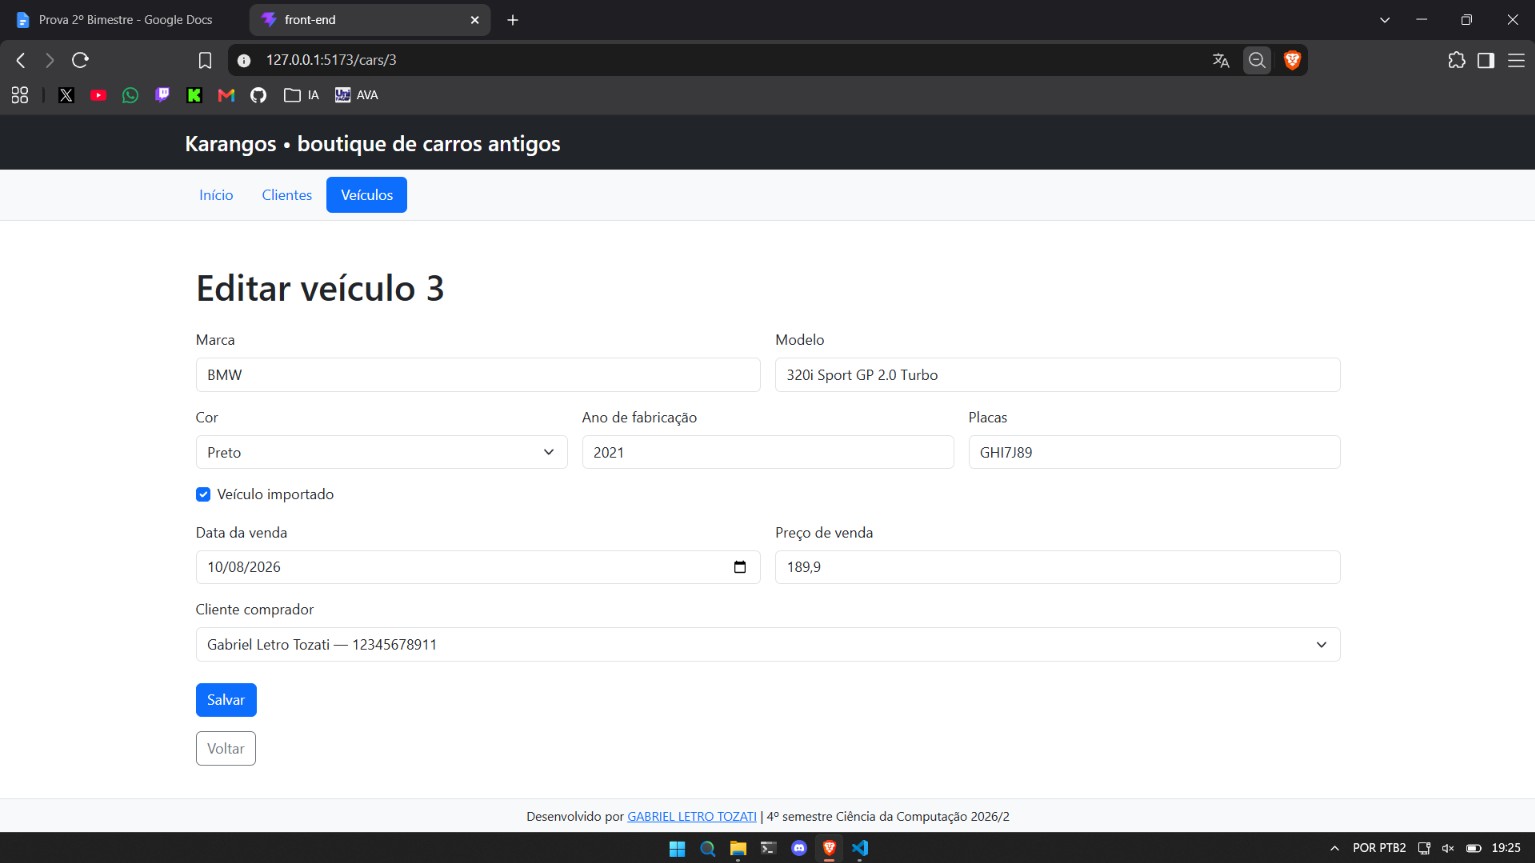 Prova 2º Bimestre - Google Docs
front-end
127.0.0.1:5173/cars/3
IA
AVA
Karangos • boutique de carros antigos
Início Clientes Veículos
Editar veículo 3
Marca Modelo
BMW 320i Sport GP 2.0 Turbo
Cor Ano de fabricação Placas
Preto 2021 GHI7J89
Veículo importado
Data da venda Preço de venda
10/08/2026 189,9
Cliente comprador
Gabriel Letro Tozati — 12345678911
Salvar
Voltar
Desenvolvido por GABRIEL LETRO TOZATI | 4º semestre Ciência da Computação 2026/2
POR PTB2 19:25